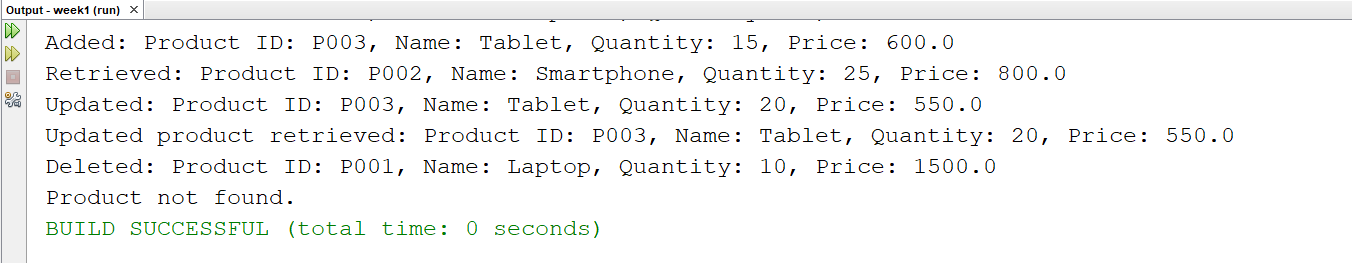 Output - week1 (run) ×
Added: Product ID: P003, Name: Tablet, Quantity: 15, Price: 600.0
Retrieved: Product ID: P002, Name: Smartphone, Quantity: 25, Price: 800.0
Updated: Product ID: P003, Name: Tablet, Quantity: 20, Price: 550.0
Updated product retrieved: Product ID: P003, Name: Tablet, Quantity: 20, Price: 550.0
Deleted: Product ID: P001, Name: Laptop, Quantity: 10, Price: 1500.0
Product not found.
BUILD SUCCESSFUL (total time: 0 seconds)